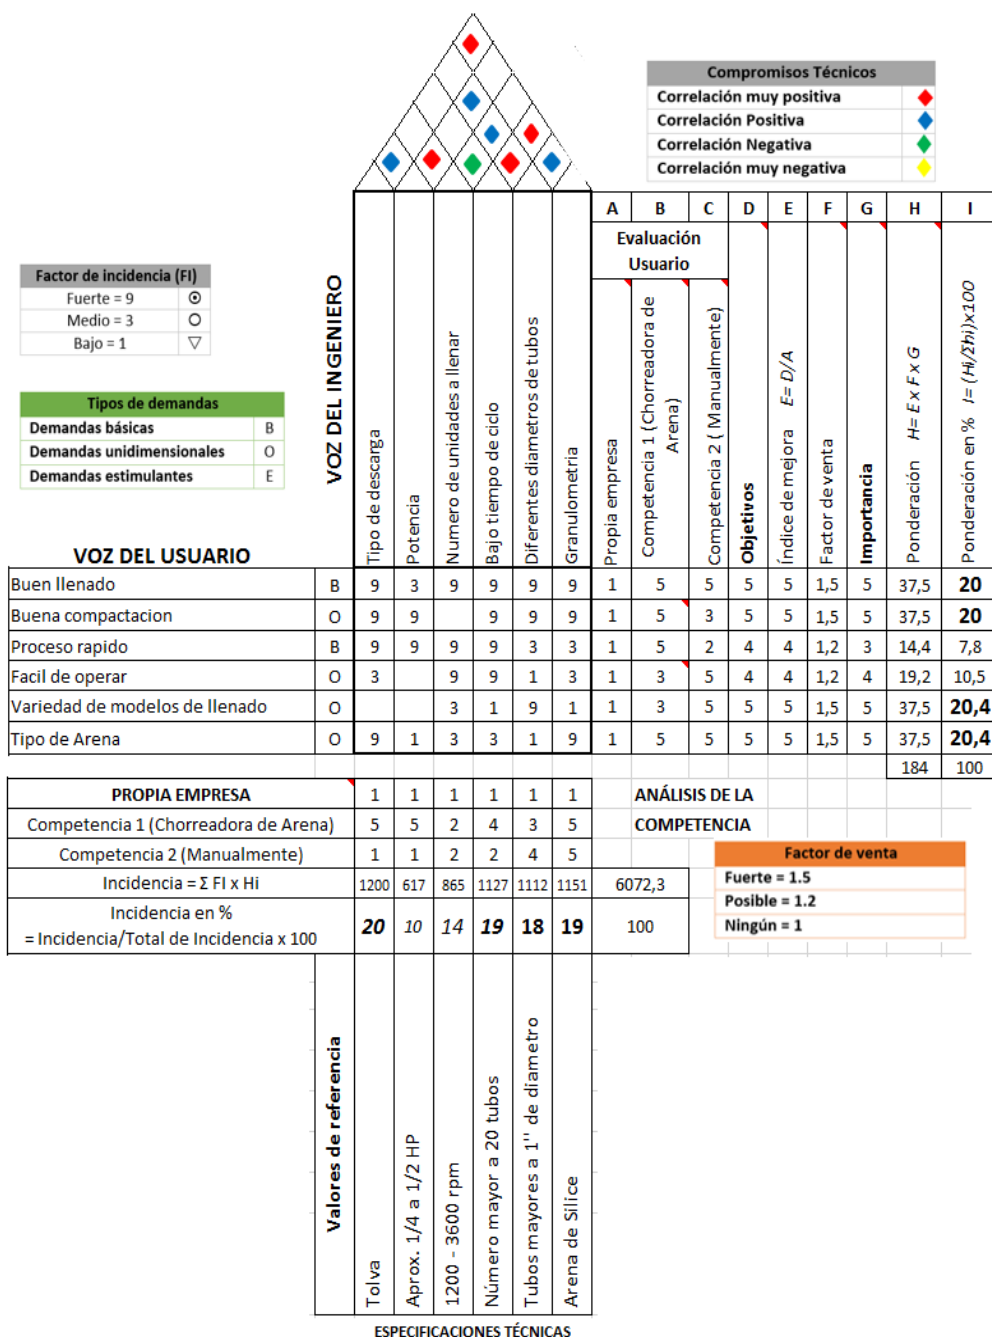 Compromisos Técnicos
Correlación muy positiva
Correlación Positiva
Correlación Negativa
Correlación muy negativa
A B C D E F G H I
Evaluación
Usuario
Factor de incidencia (FI)
Fuerte = 9
Medio = 3
Bajo = 1
Tipos de demandas
Demandas básicas B
Demandas unidimensionales O
Demandas estimulantes E
VOZ DEL INGENIERO
Tipo de descarga
Potencia
Numero de unidades a llenar
Bajo tiempo de ciclo
Diferentes diametros de tubos
Granulometria
Propia empresa
Competencia 1 (Chorreadora de
Arena)
Competencia 2 ( Manualmente)
Objetivos
Índice de mejora E= D/A
Factor de venta
Importancia
Ponderación H= E x F x G
Ponderación en % I= (Hi/Σhi)x100
VOZ DEL USUARIO
Buen llenado B 9 3 9 9 9 9 1 5 5 5 5 1,5 5 37,5 20
Buena compactacion O 9 9 9 9 9 1 5 3 5 5 1,5 5 37,5 20
Proceso rapido B 9 9 9 9 3 3 1 5 2 4 4 1,2 3 14,4 7,8
Facil de operar O 3 9 9 1 3 1 3 5 4 4 1,2 4 19,2 10,5
Variedad de modelos de llenado O 3 1 9 1 1 3 5 5 5 1,5 5 37,5 20,4
Tipo de Arena O 9 1 3 3 1 9 1 5 5 5 5 1,5 5 37,5 20,4
184 100
PROPIA EMPRESA 1 1 1 1 1 1 ANÁLISIS DE LA
Competencia 1 (Chorreadora de Arena) 5 5 2 4 3 5 COMPETENCIA
Competencia 2 (Manualmente) 1 1 2 2 4 5
Incidencia = Σ FI x Hi 1200 617 865 1127 1112 1151 6072,3
Incidencia en %
= Incidencia/Total de Incidencia x 100 20 10 14 19 18 19 100
Factor de venta
Fuerte = 1.5
Posible = 1.2
Ningún = 1
Valores de referencia
Tolva
Aprox. 1/4 a 1/2 HP
1200 - 3600 rpm
Número mayor a 20 tubos
Tubos mayores a 1'' de diametro
Arena de Silice
ESPECIFICACIONES TÉCNICAS